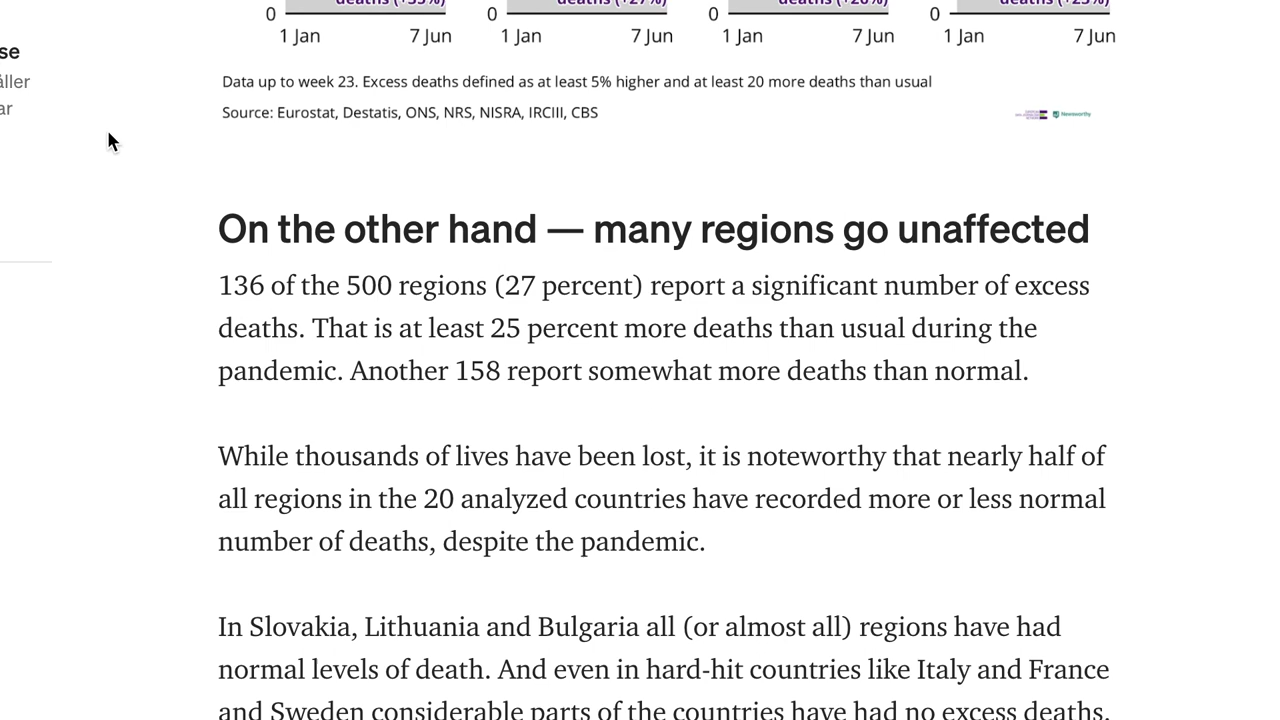 deaths (+27%)
0 0 0 0
1 Jan 7 Jun 1 Jan 7 Jun 1 Jan 7 Jun 1 Jan 7 Jun
se
åller
ar
Data up to week 23. Excess deaths defined as at least 5% higher and at least 20 more deaths than usual
Source: Eurostat, Destatis, ONS, NRS, NISRA, IRCIII, CBS
Newsworthy
On the other hand — many regions go unaffected
136 of the 500 regions (27 percent) report a significant number of excess
deaths. That is at least 25 percent more deaths than usual during the
pandemic. Another 158 report somewhat more deaths than normal.
While thousands of lives have been lost, it is noteworthy that nearly half of
all regions in the 20 analyzed countries have recorded more or less normal
number of deaths, despite the pandemic.
In Slovakia, Lithuania and Bulgaria all (or almost all) regions have had
normal levels of death. And even in hard-hit countries like Italy and France
and Sweden considerable parts of the countries have had no excess deaths.